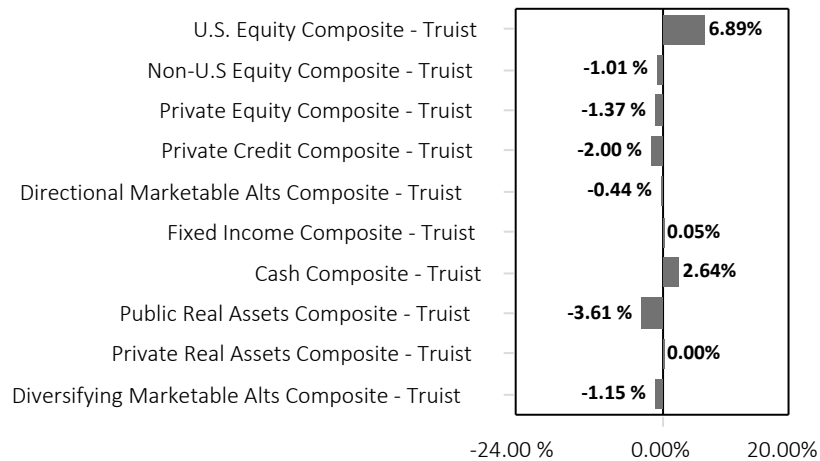 U.S. Equity Composite - Truist 6.89%
Non-U.S Equity Composite - Truist -1.01 %
Private Equity Composite - Truist -1.37 %
Private Credit Composite - Truist -2.00 %
Directional Marketable Alts Composite - Truist -0.44 %
Fixed Income Composite - Truist 0.05%
Cash Composite - Truist 2.64%
Public Real Assets Composite - Truist -3.61 %
Private Real Assets Composite - Truist 0.00%
Diversifying Marketable Alts Composite - Truist -1.15 %
-24.00 % 0.00% 20.00%